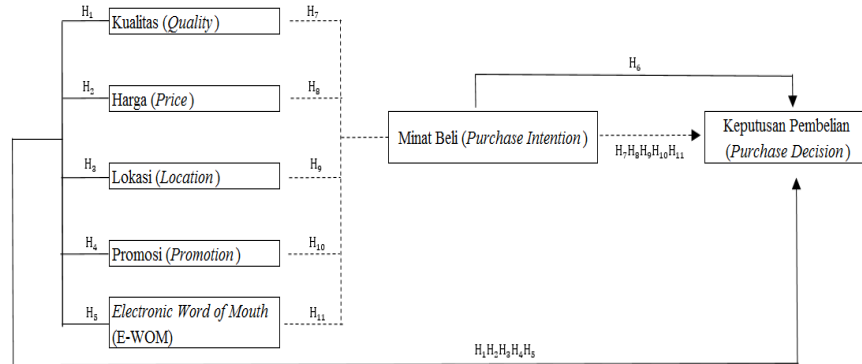 H₁
Kualitas (Quality)
H₇
H₂
Harga (Price)
H₈
H₃
Lokasi (Location)
H₉
H₄
Promosi (Promotion)
H₁₀
H₅
Electronic Word of Mouth
(E-WOM)
H₁₁
Minat Beli (Purchase Intention)
H₆
H₇H₈H₉H₁₀H₁₁
Keputusan Pembelian
(Purchase Decision)
H₁H₂H₃H₄H₅